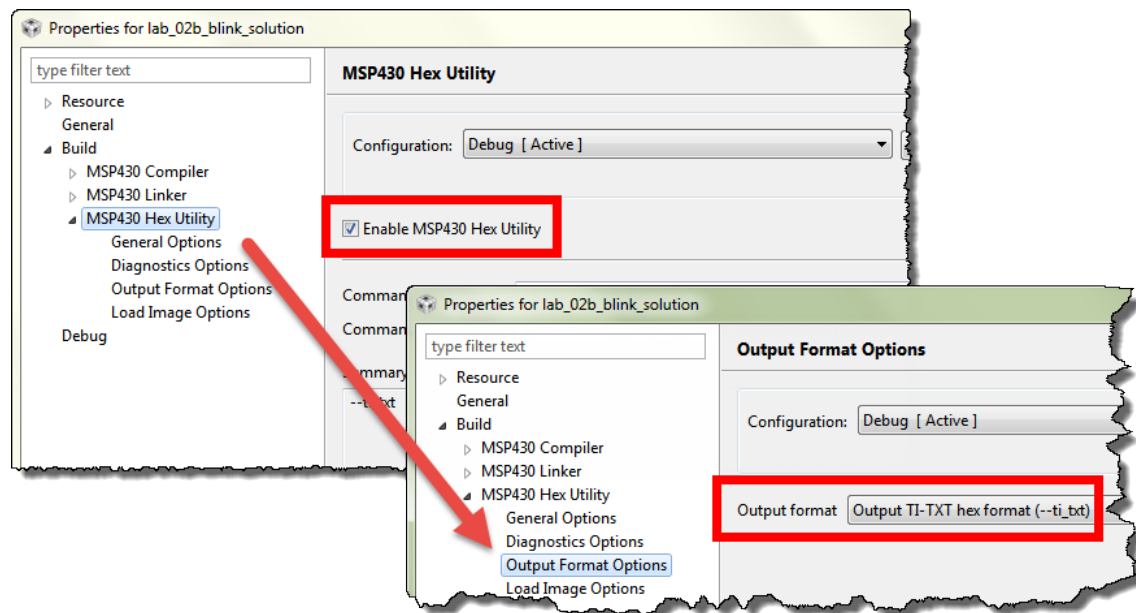 Properties for lab_02b_blink_solution
type filter text
Resource
General
Build
MSP430 Compiler
MSP430 Linker
MSP430 Hex Utility
General Options
Diagnostics Options
Output Format Options
Load Image Options
Debug
MSP430 Hex Utility
Configuration: Debug [ Active ]
Enable MSP430 Hex Utility
Properties for lab_02b_blink_solution
type filter text
Resource
General
Build
MSP430 Compiler
MSP430 Linker
MSP430 Hex Utility
General Options
Diagnostics Options
Output Format Options
Load Image Options
Output Format Options
Configuration: Debug [ Active ]
Output format Output TI-TXT hex format (--ti_txt)